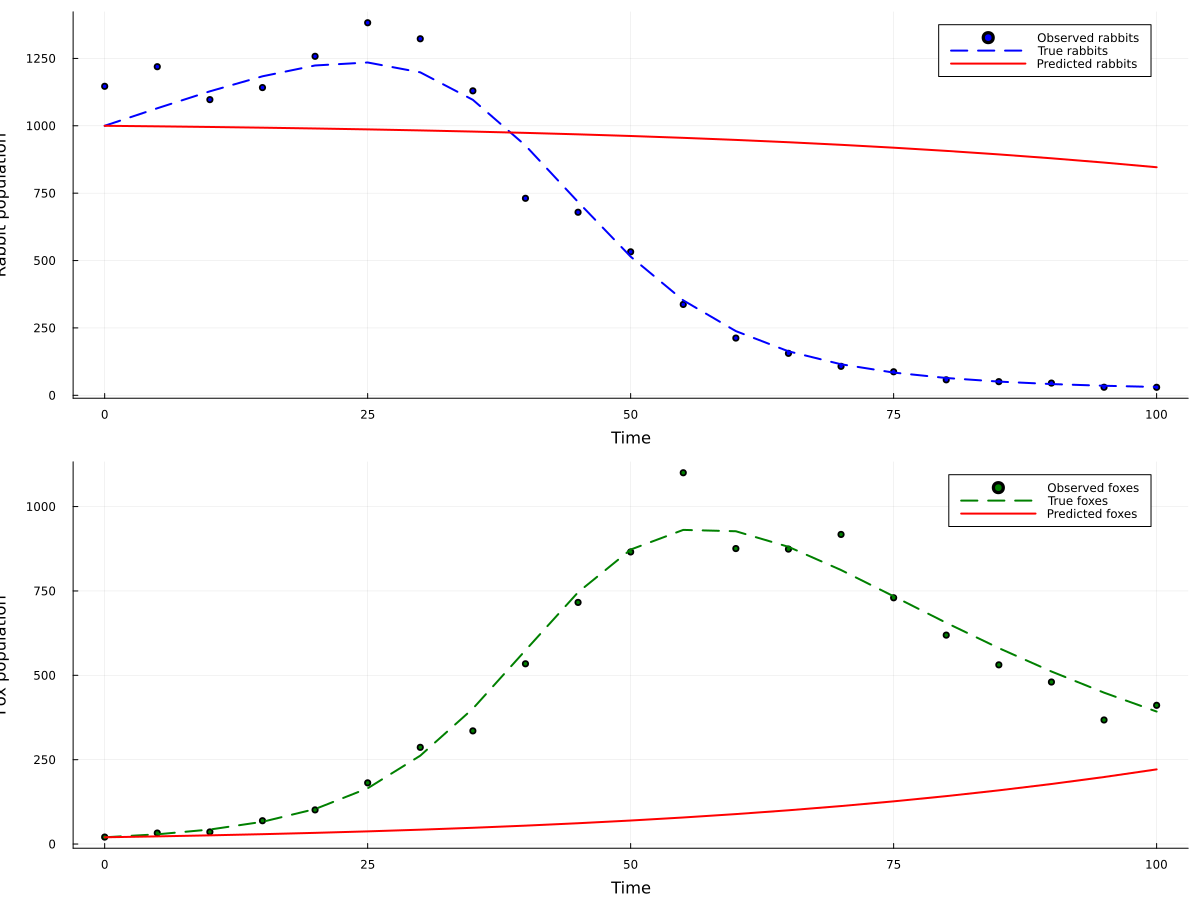 1250
1000
750
500
250
0
Rabbit population
0 25 50 75 100
Time
Observed rabbits
True rabbits
Predicted rabbits
1000
750
500
250
0
Fox population
0 25 50 75 100
Time
Observed foxes
True foxes
Predicted foxes